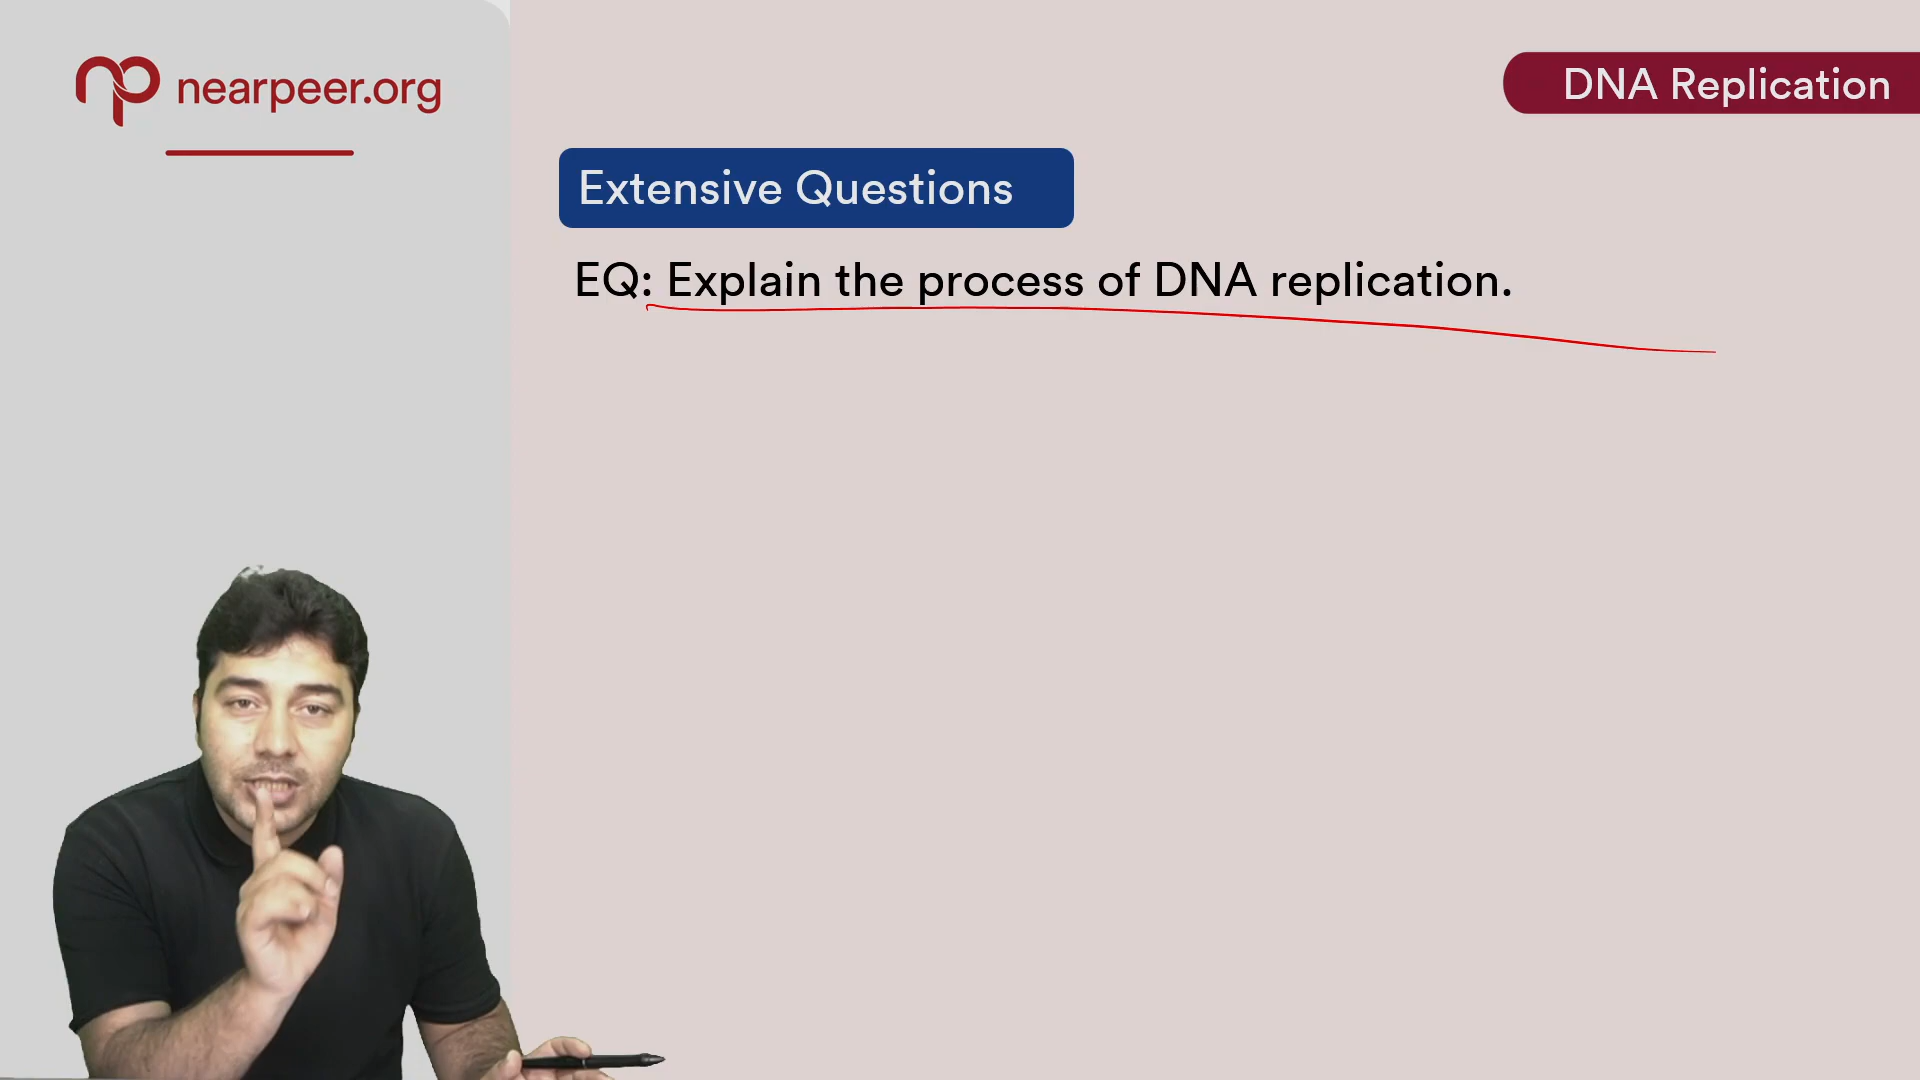 nearpeer.org
DNA Replication
Extensive Questions
EQ: Explain the process of DNA replication.